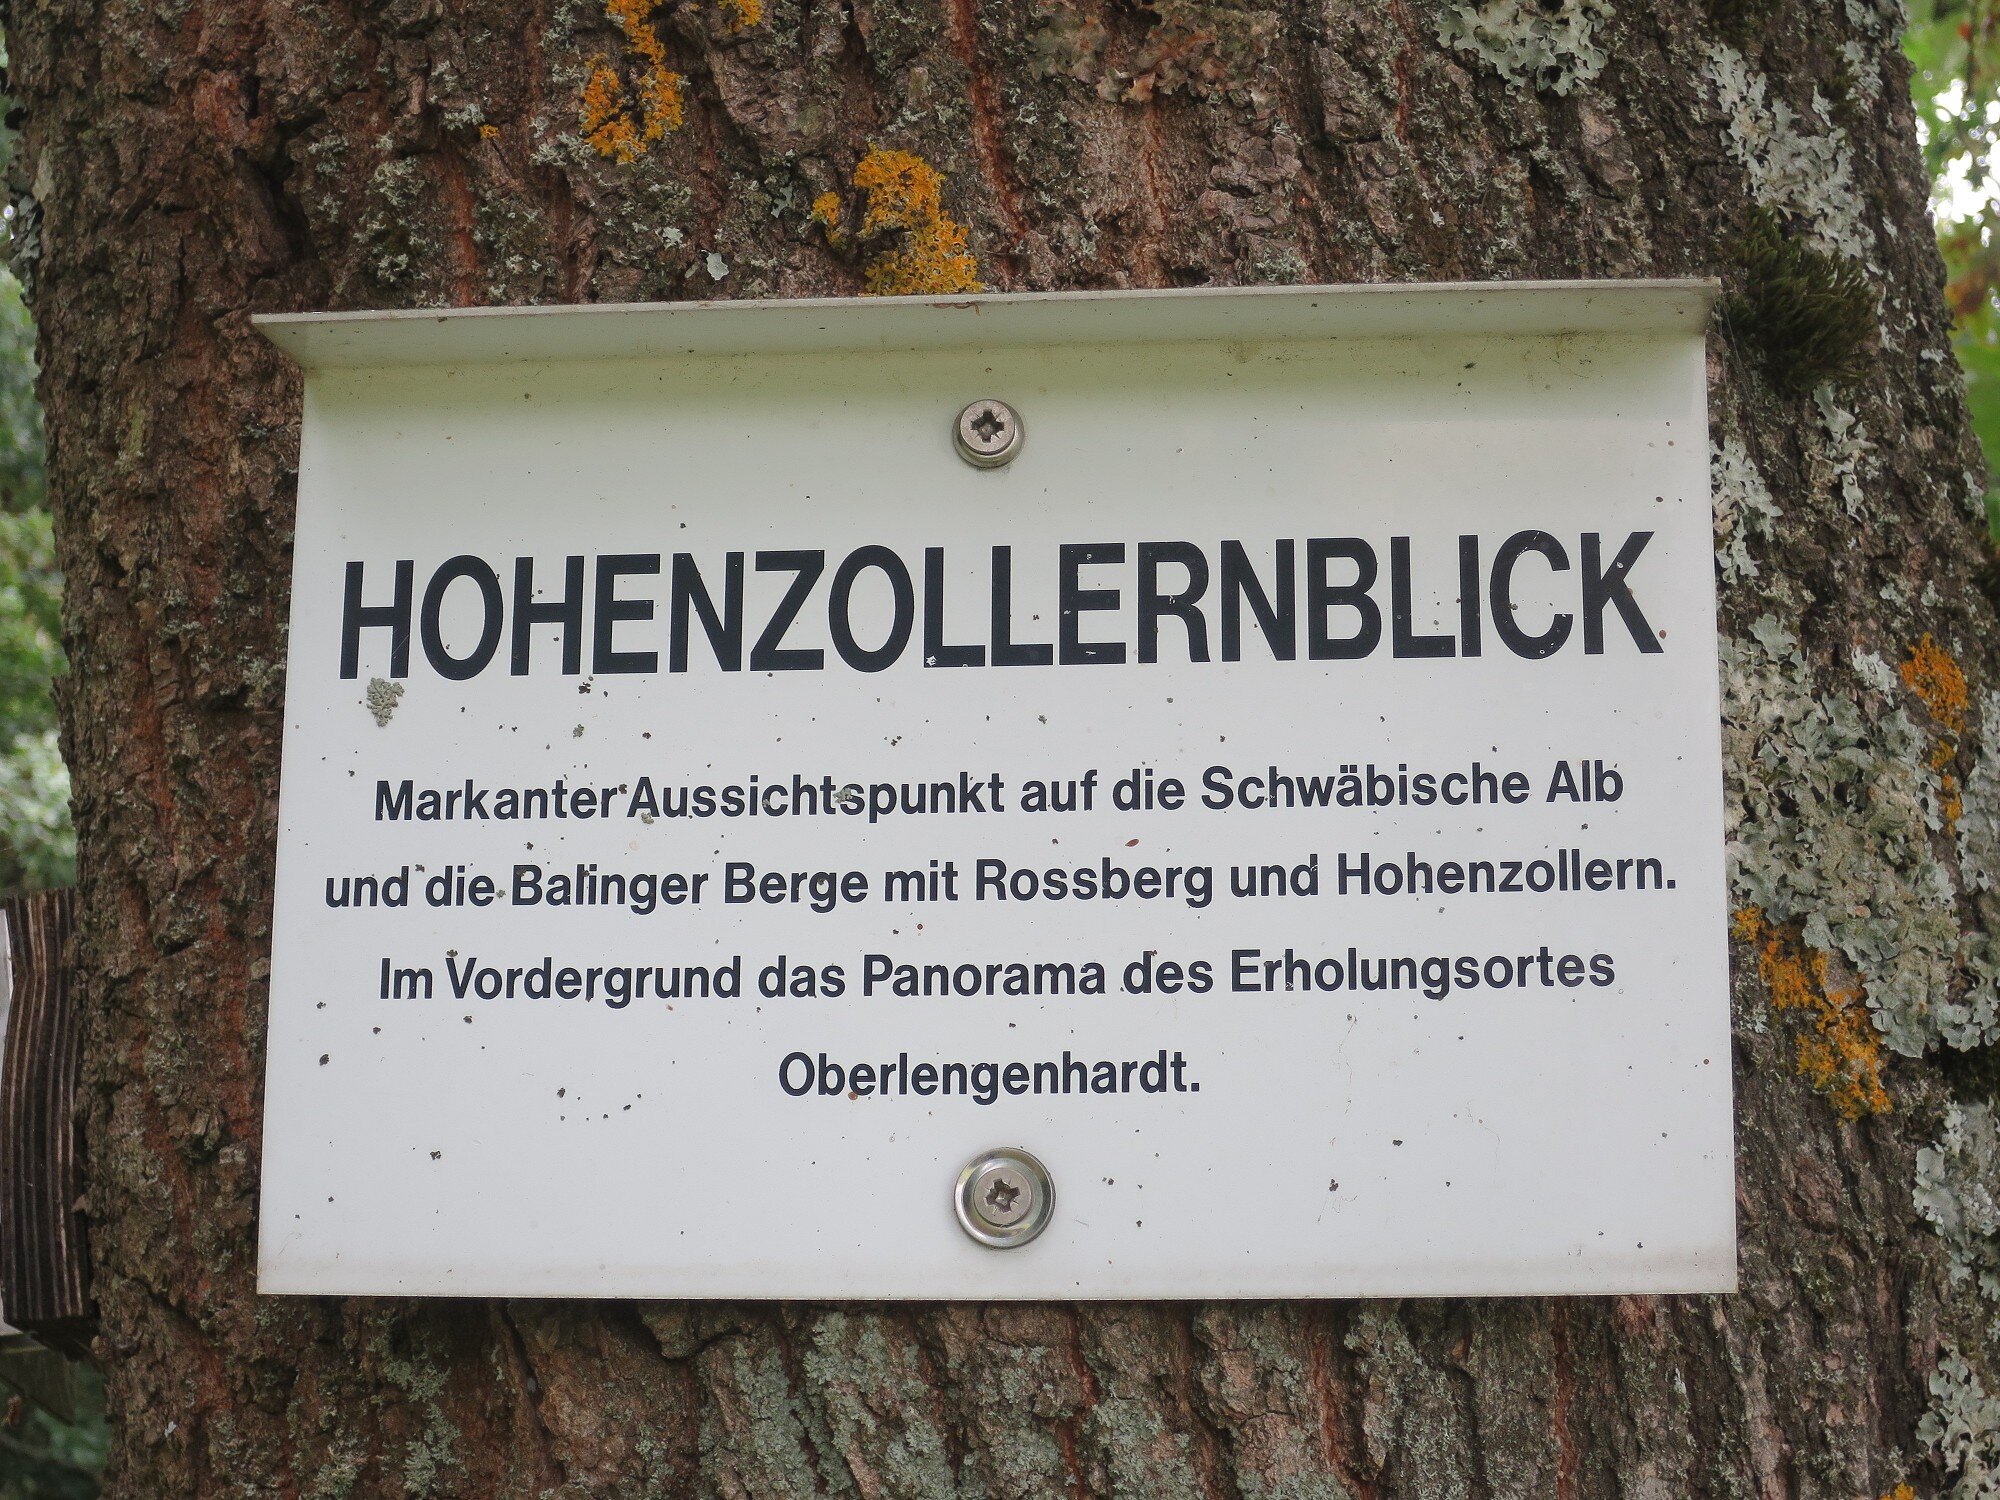 HOHENZOLLERNBLICK
Markanter Aussichtspunkt auf die Schwäbische Alb
und die Balinger Berge mit Rossberg und Hohenzollern.
Im Vordergrund das Panorama des Erholungsortes
Oberlengenhardt.